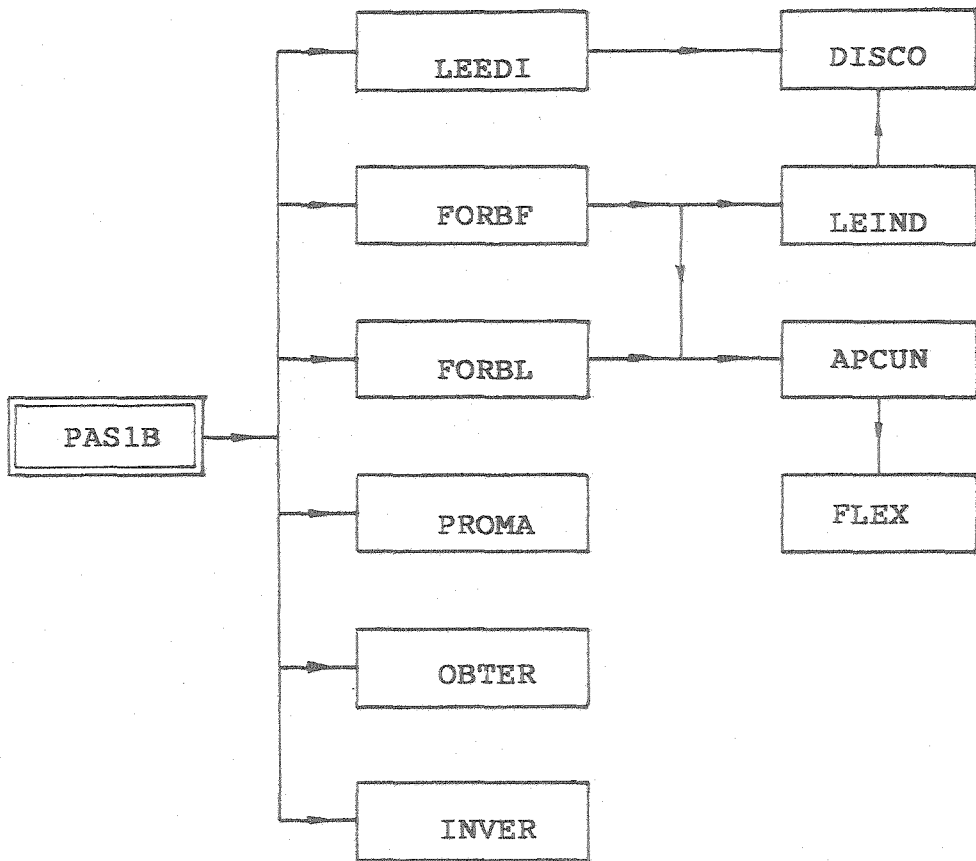 LEEDI
DISCO
FORBF
LEIND
FORBL
APCUN
PAS1B
PROMA
FLEX
OBTER
INVER